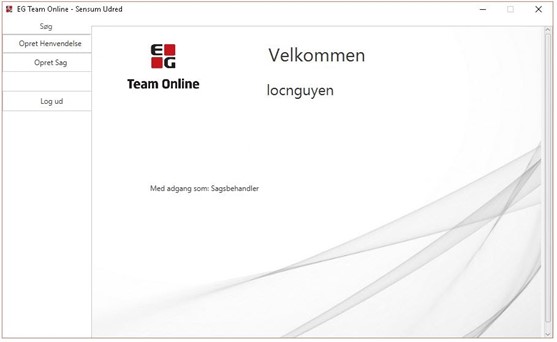 EG Team Online - Sensum Udred
Søg
Opret Henvendelse
Opret Sag
Log ud
EG
Team Online
Velkommen
locnguyen
Med adgang som: Sagsbehandler